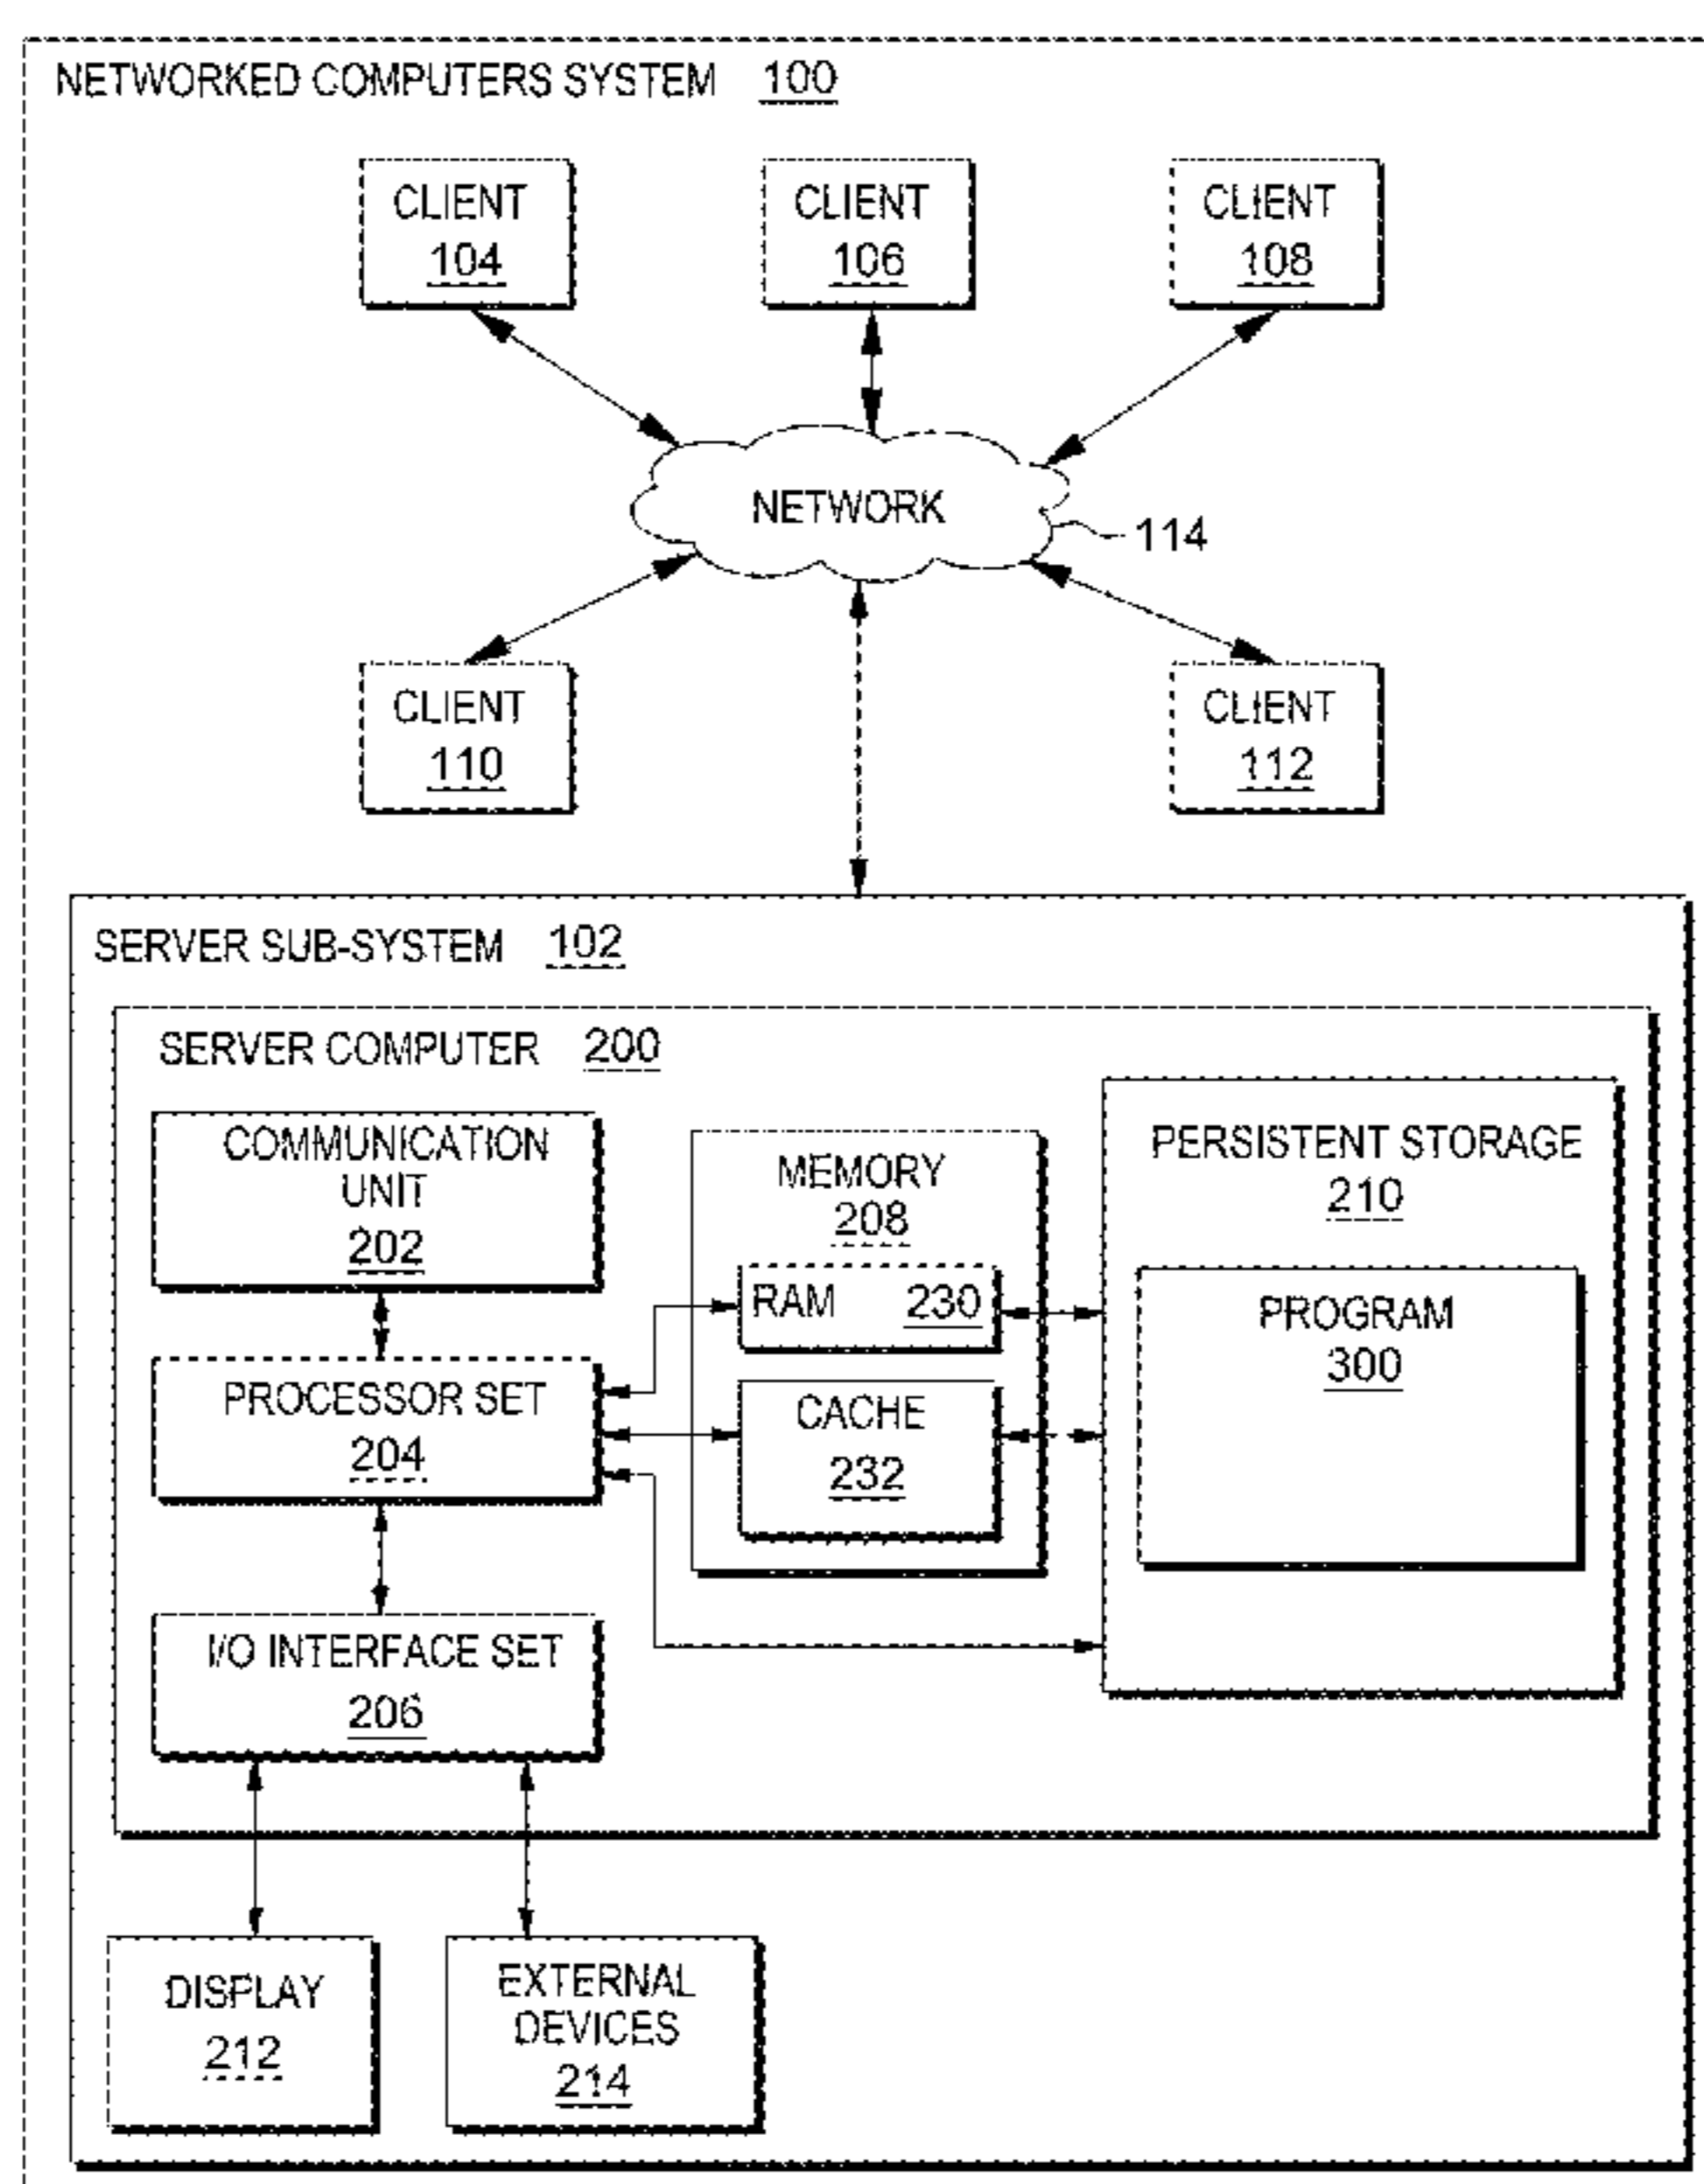 NETWORKED COMPUTERS SYSTEM 100
CLIENT
104
CLIENT
106
CLIENT
108
NETWORK
114
CLIENT
110
CLIENT
112
SERVER SUB-SYSTEM 102
SERVER COMPUTER 200
COMMUNICATION
UNIT
202
MEMORY
208
PERSISTENT STORAGE
210
RAM 230
PROGRAM
300
PROCESSOR SET
204
CACHE
232
I/O INTERFACE SET
206
DISPLAY
212
EXTERNAL
DEVICES
214